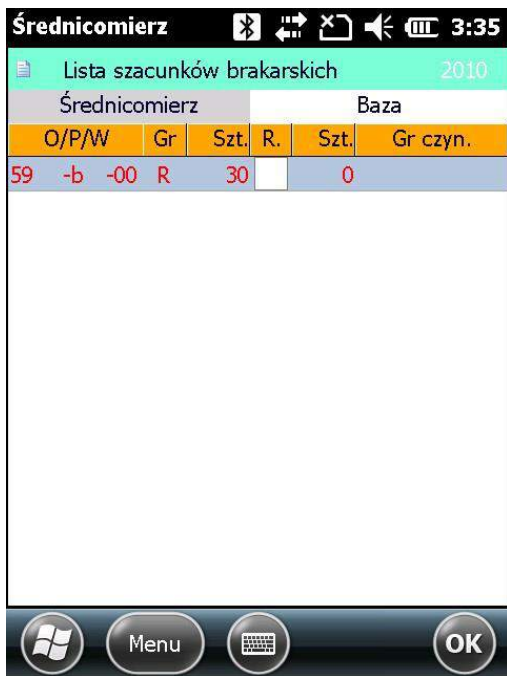 Średnicomierz 3:35
Lista szacunków brakarskich 2010
Średnicomierz Baza
O/P/W Gr Szt. R. Szt. Gr czyn.
59 -b -00 R 30 0
Menu OK